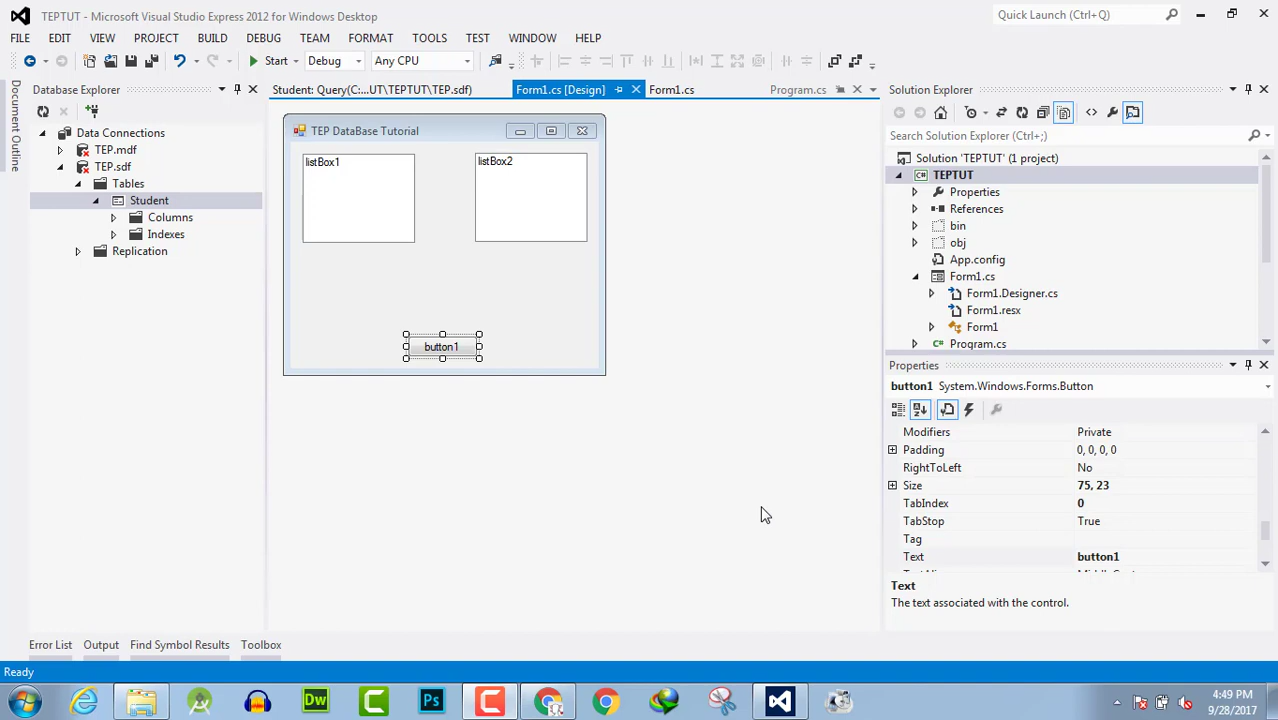 TEPTUT - Microsoft Visual Studio Express 2012 for Windows Desktop
Quick Launch (Ctrl+Q)
FILE EDIT VIEW PROJECT BUILD DEBUG TEAM FORMAT TOOLS TEST WINDOW HELP
Start Debug Any CPU
Document Outline
Database Explorer
Data Connections
TEP.mdf
TEP.sdf
Tables
Student
Columns
Indexes
Replication
Student: Query(C:...UT\TEPTUT\TEP.sdf) Form1.cs [Design] Form1.cs Program.cs
TEP DataBase Tutorial
listBox1 listBox2
button1
Solution Explorer
Search Solution Explorer (Ctrl+;)
Solution 'TEPTUT' (1 project)
C# TEPTUT
Properties
References
bin
obj
App.config
Form1.cs
Form1.Designer.cs
Form1.resx
Form1
C# Program.cs
Properties
button1 System.Windows.Forms.Button
Modifiers Private
Padding 0, 0, 0, 0
RightToLeft No
Size 75, 23
TabIndex 0
TabStop True
Tag
Text button1
Text
The text associated with the control.
Error List Output Find Symbol Results Toolbox
Ready
Dw Ps
4:49 PM
9/28/2017